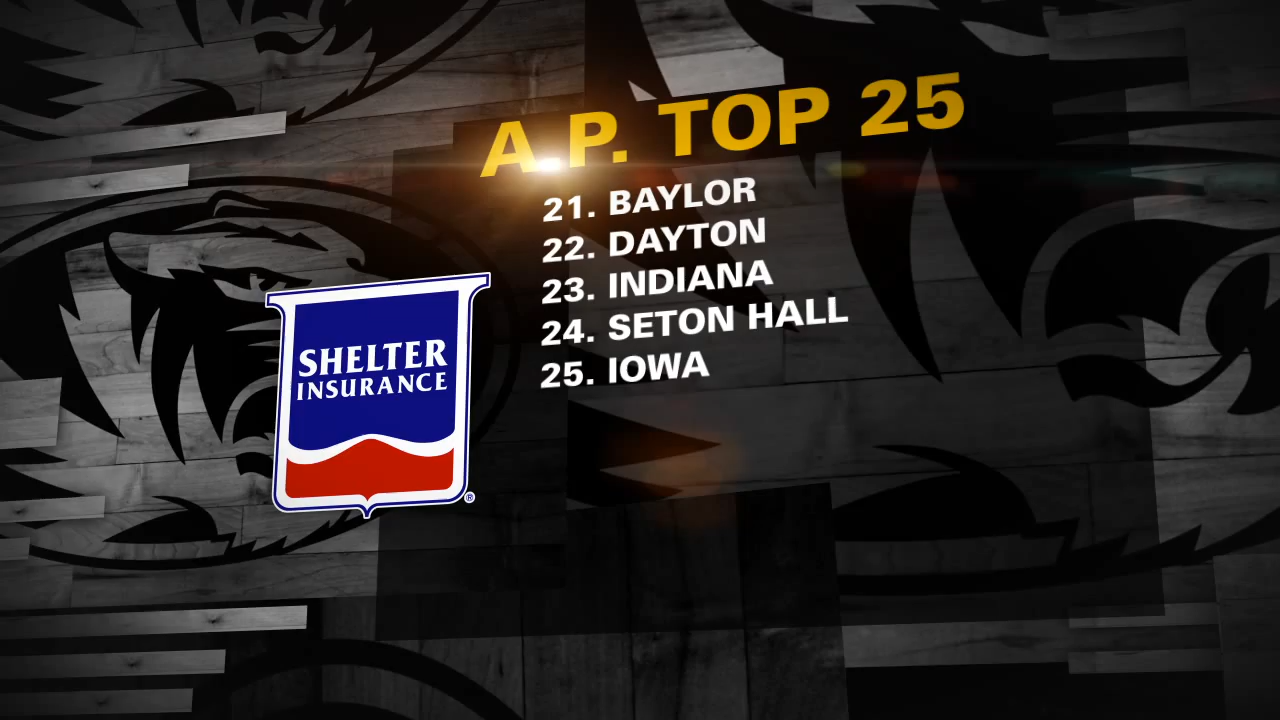 A.P. TOP 25
21. BAYLOR
22. DAYTON
23. INDIANA
24. SETON HALL
25. IOWA
SHELTER
INSURANCE
®